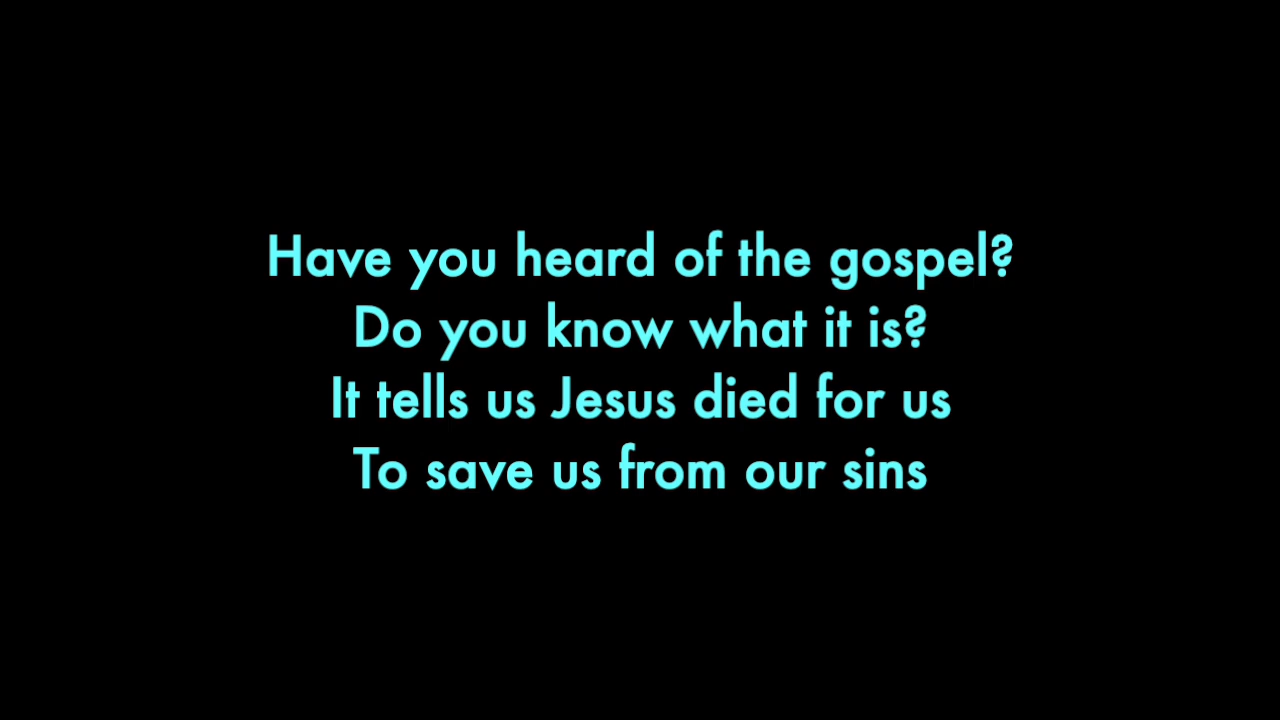 Have you heard of the gospel?
Do you know what it is?
It tells us Jesus died for us
To save us from our sins